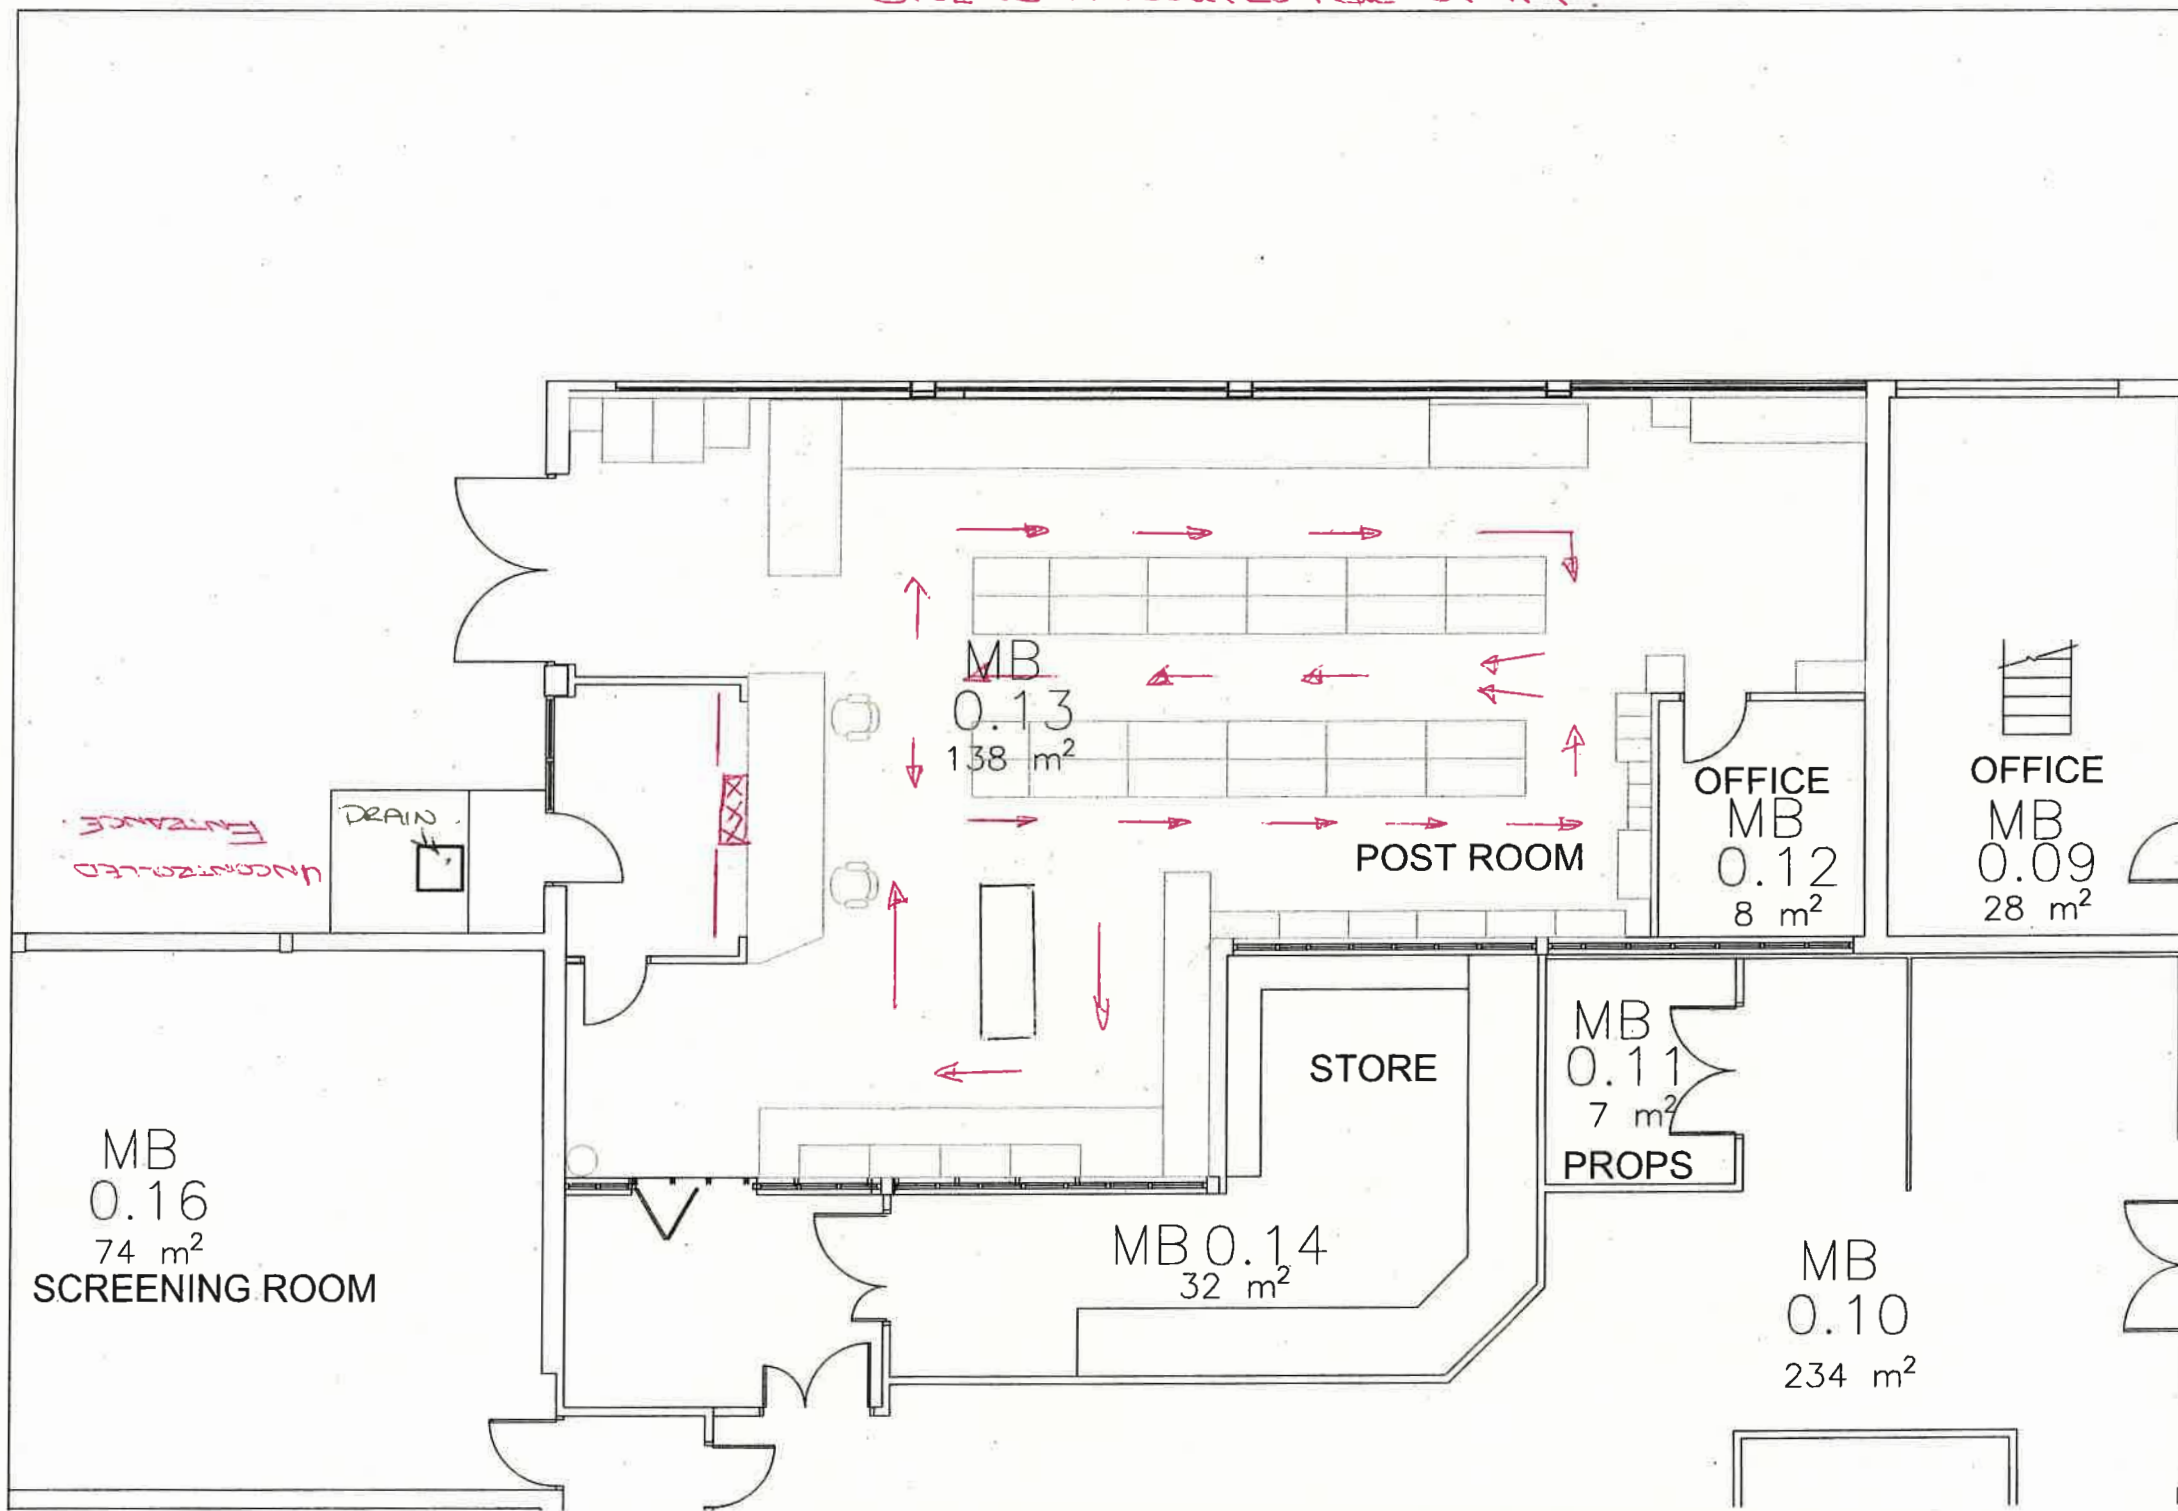 MB
0.13
138 m²
POST ROOM
OFFICE
MB
0.12
8 m²
OFFICE
MB
0.09
28 m²
DRAIN.
UNCONTROLLED
ENTRANCE.
MB
0.16
74 m²
SCREENING ROOM
STORE
MB 0.14
32 m²
MB
0.11
7 m²
PROPS
MB
0.10
234 m²